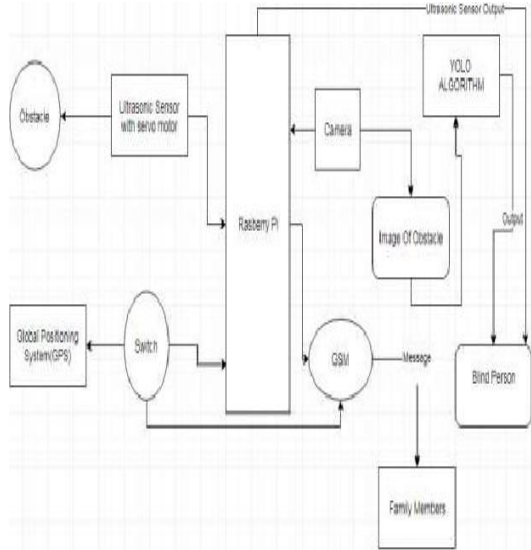 Ultrasonic Sensor Output
YOLO
ALGORITHM
Obstacle
Ultrasonic Sensor
with servo motor
Camera
Rasberry Pi
Image Of Obstacle
Output
Global Positioning
System(GPS)
Switch
GSM
Message
Blind Person
Family Members